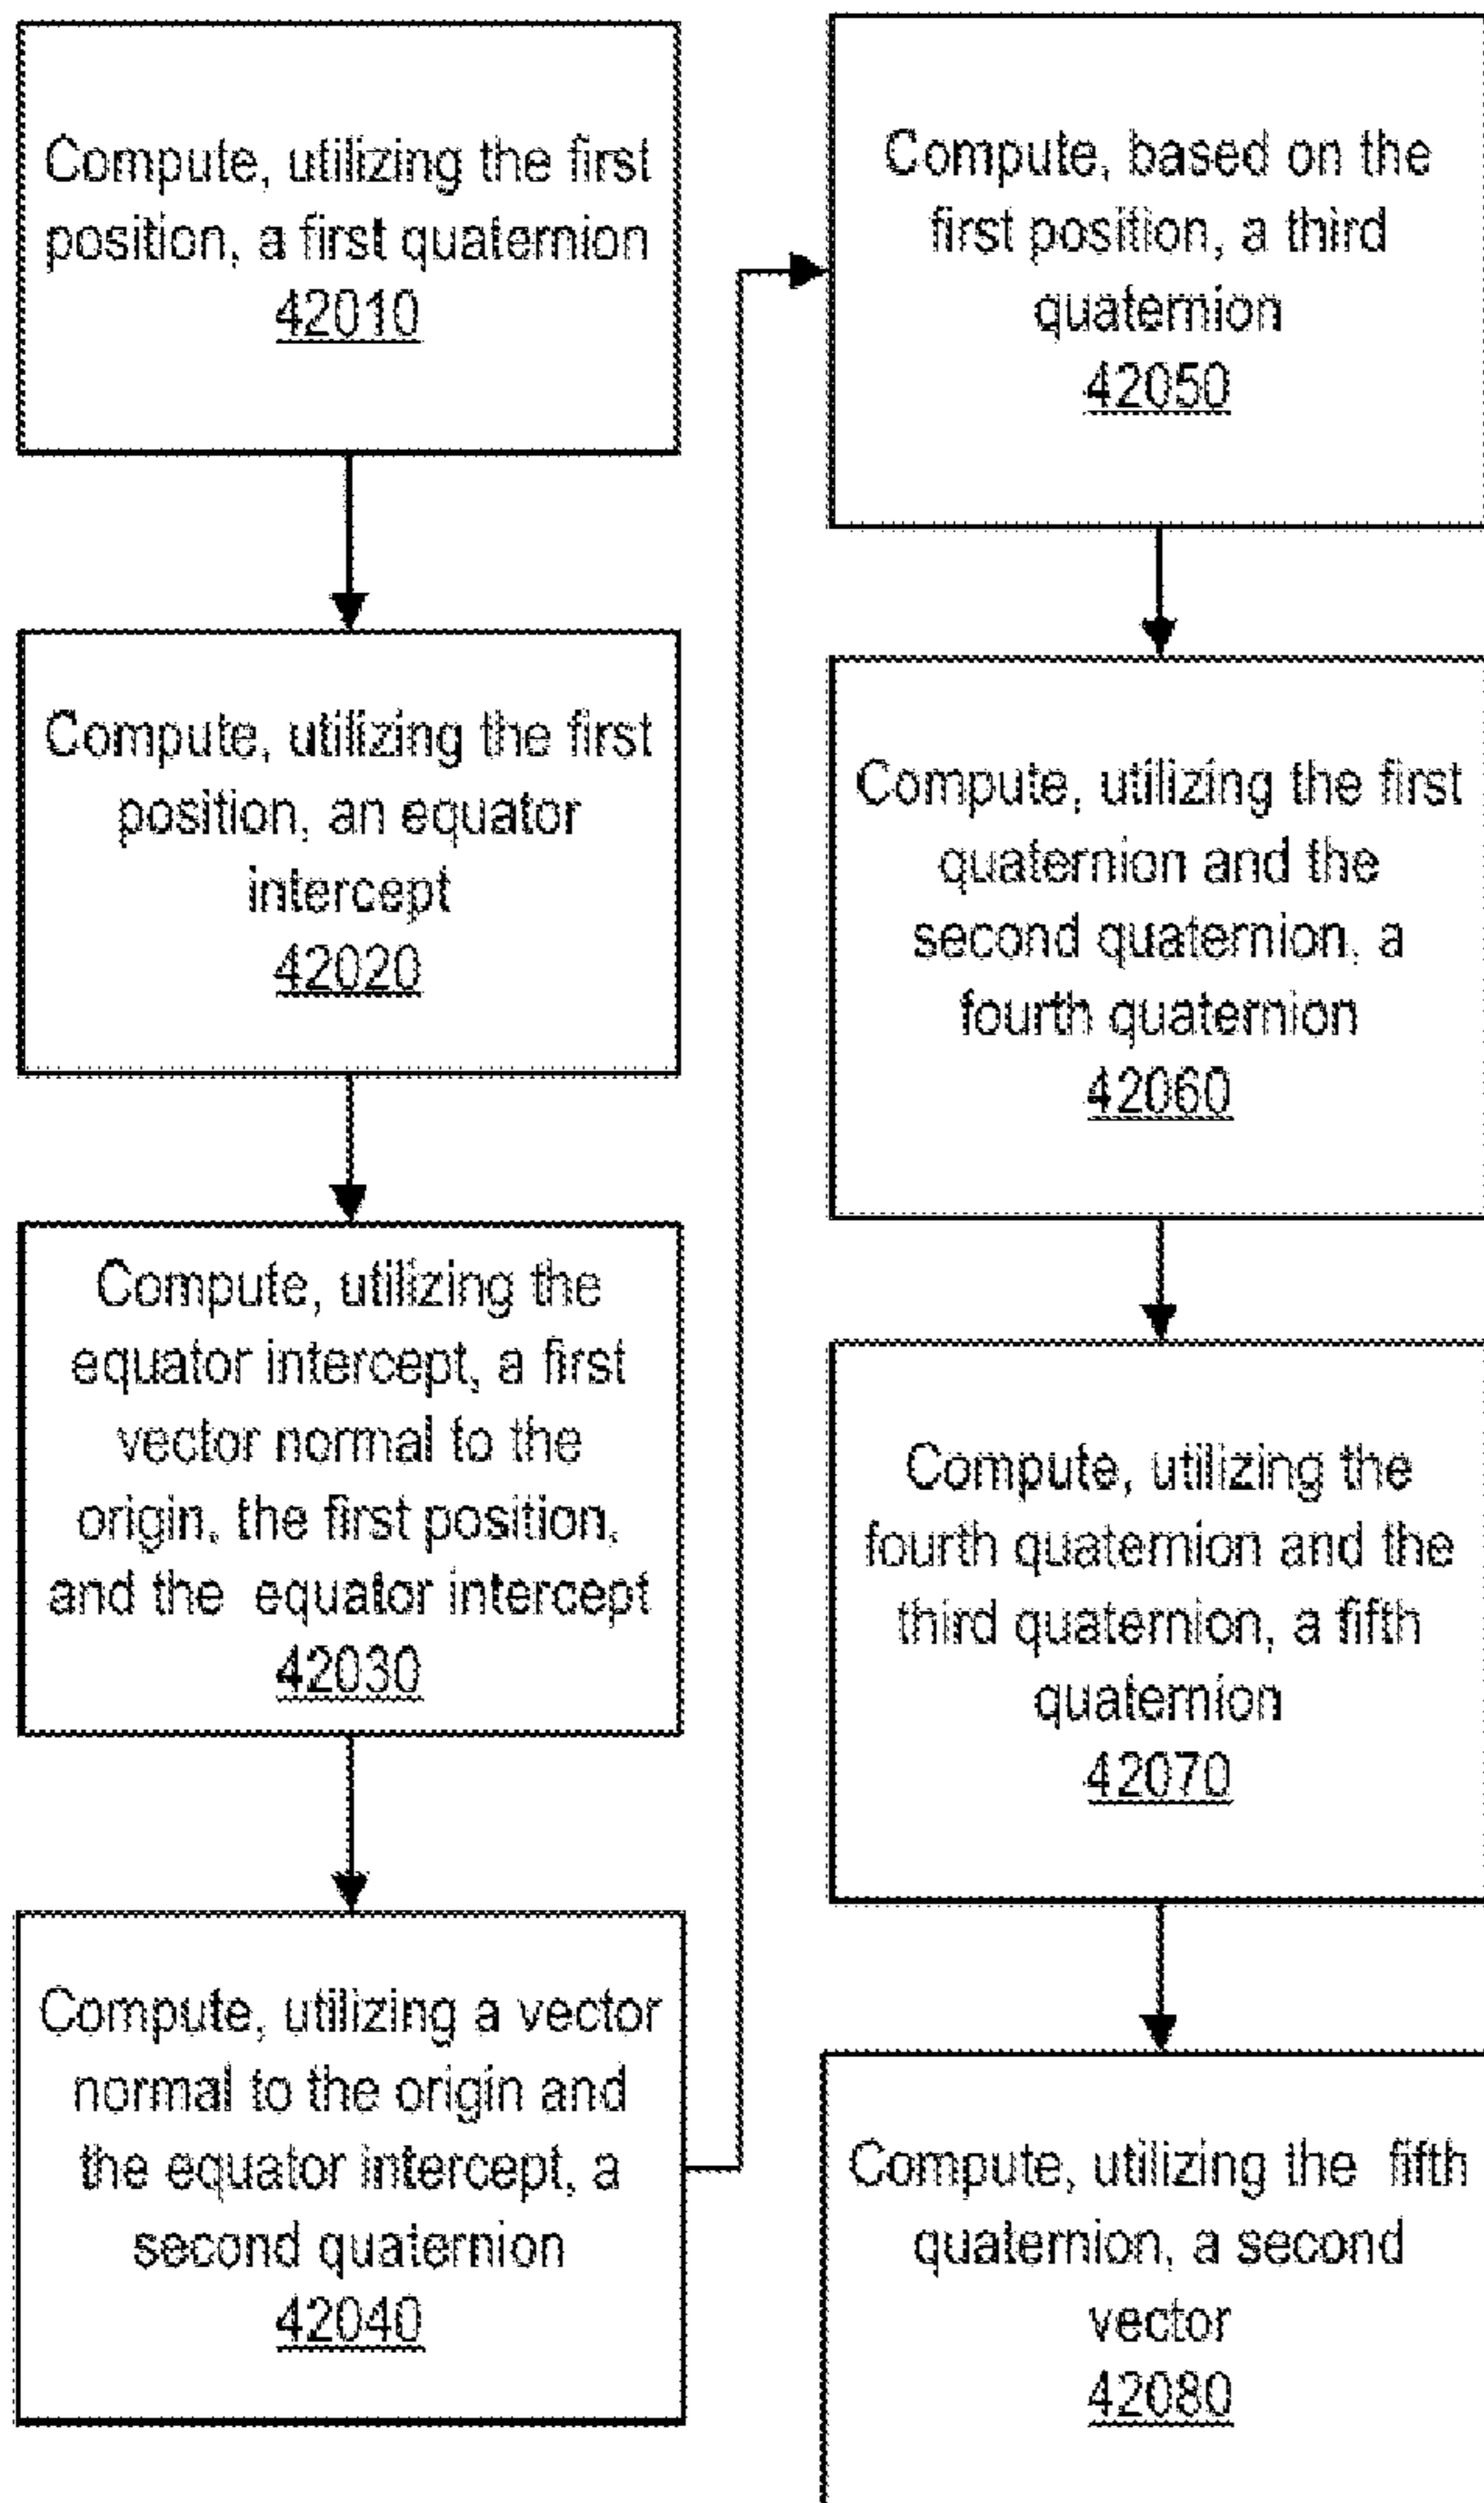 Compute, utilizing the first
position, a first quaternion
42010
Compute, utilizing the first
position, an equator
intercept
42020
Compute, utilizing the
equator intercept, a first
vector normal to the
origin, the first position,
and the equator intercept
42030
Compute, utilizing a vector
normal to the origin and
the equator intercept, a
second quaternion
42040
Compute, based on the
first position, a third
quaternion
42050
Compute, utilizing the first
quaternion and the
second quaternion, a
fourth quaternion
42060
Compute, utilizing the
fourth quaternion and the
third quaternion, a fifth
quaternion
42070
Compute, utilizing the fifth
quaternion, a second
vector
42080